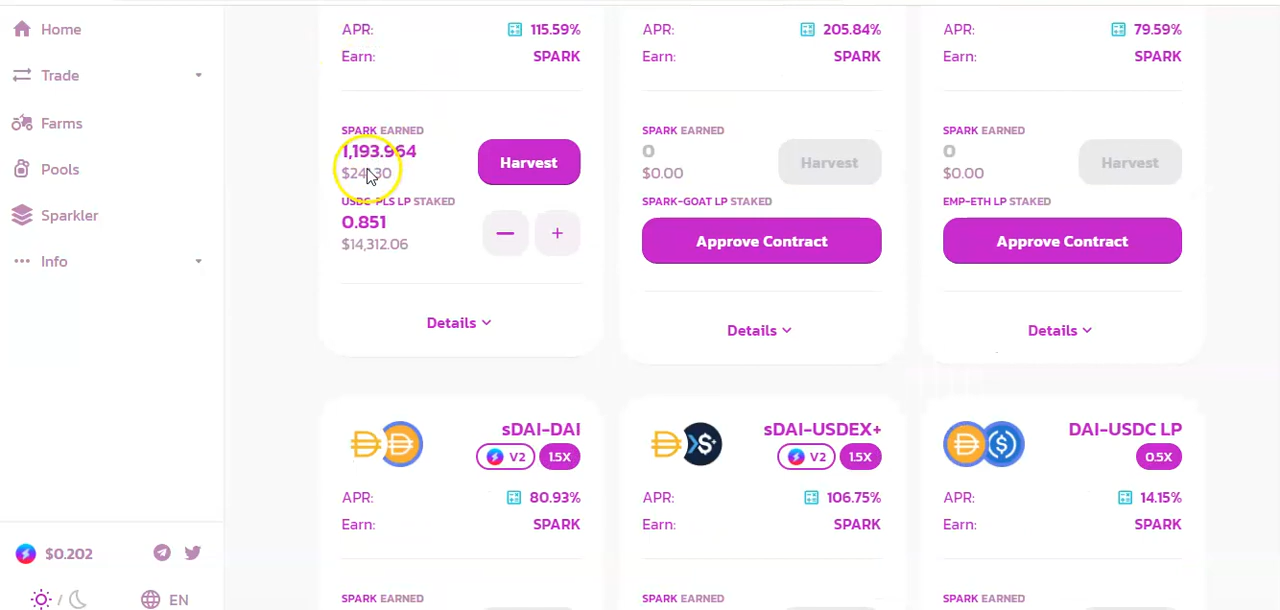 Home
Trade
Farms
Pools
Sparkler
Info
$0.202
EN
APR: 115.59%
Earn: SPARK
SPARK EARNED
1,193.964
Harvest
USDC-PLS LP STAKED
0.851
$14,312.06
— +
Details
APR: 205.84%
Earn: SPARK
SPARK EARNED
0
$0.00
Harvest
SPARK-GOAT LP STAKED
Approve Contract
Details
APR: 79.59%
Earn: SPARK
SPARK EARNED
0
$0.00
Harvest
EMP-ETH LP STAKED
Approve Contract
Details
sDAI-DAI
V2 1.5X
APR: 80.93%
Earn: SPARK
SPARK EARNED
sDAI-USDEX+
V2 1.5X
APR: 106.75%
Earn: SPARK
SPARK EARNED
DAI-USDC LP
0.5X
APR: 14.15%
Earn: SPARK
SPARK EARNED